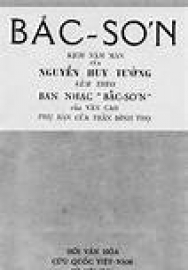 BẮC-SƠN
KỊCH NĂM MÀN
của
NGUYỄN HUY TƯỞNG
KÈM THEO
BẢN NHẠC "BẮC-SƠN"
của VĂN CAO
PHỤ BẢN CỦA TRẦN ĐÌNH THỌ
HỘI VĂN HÓA
CỨU QUỐC VIỆT-NAM